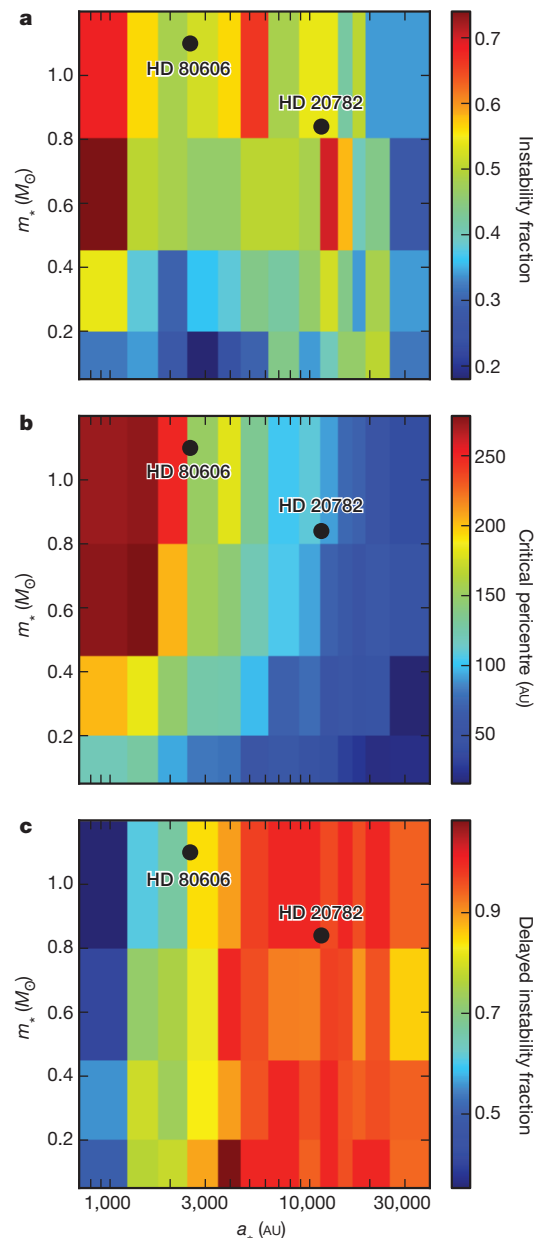 a
HD 80606
HD 20782
1.0
0.8
0.6
0.4
0.2
m* (M☉)
0.7
0.6
0.5
0.4
0.3
0.2
Instability fraction
b
HD 80606
HD 20782
1.0
0.8
0.6
0.4
0.2
m* (M☉)
250
200
150
100
50
Critical pericentre (AU)
c
HD 80606
HD 20782
1.0
0.8
0.6
0.4
0.2
m* (M☉)
0.9
0.7
0.5
Delayed instability fraction
1,000
3,000
10,000
30,000
a* (AU)